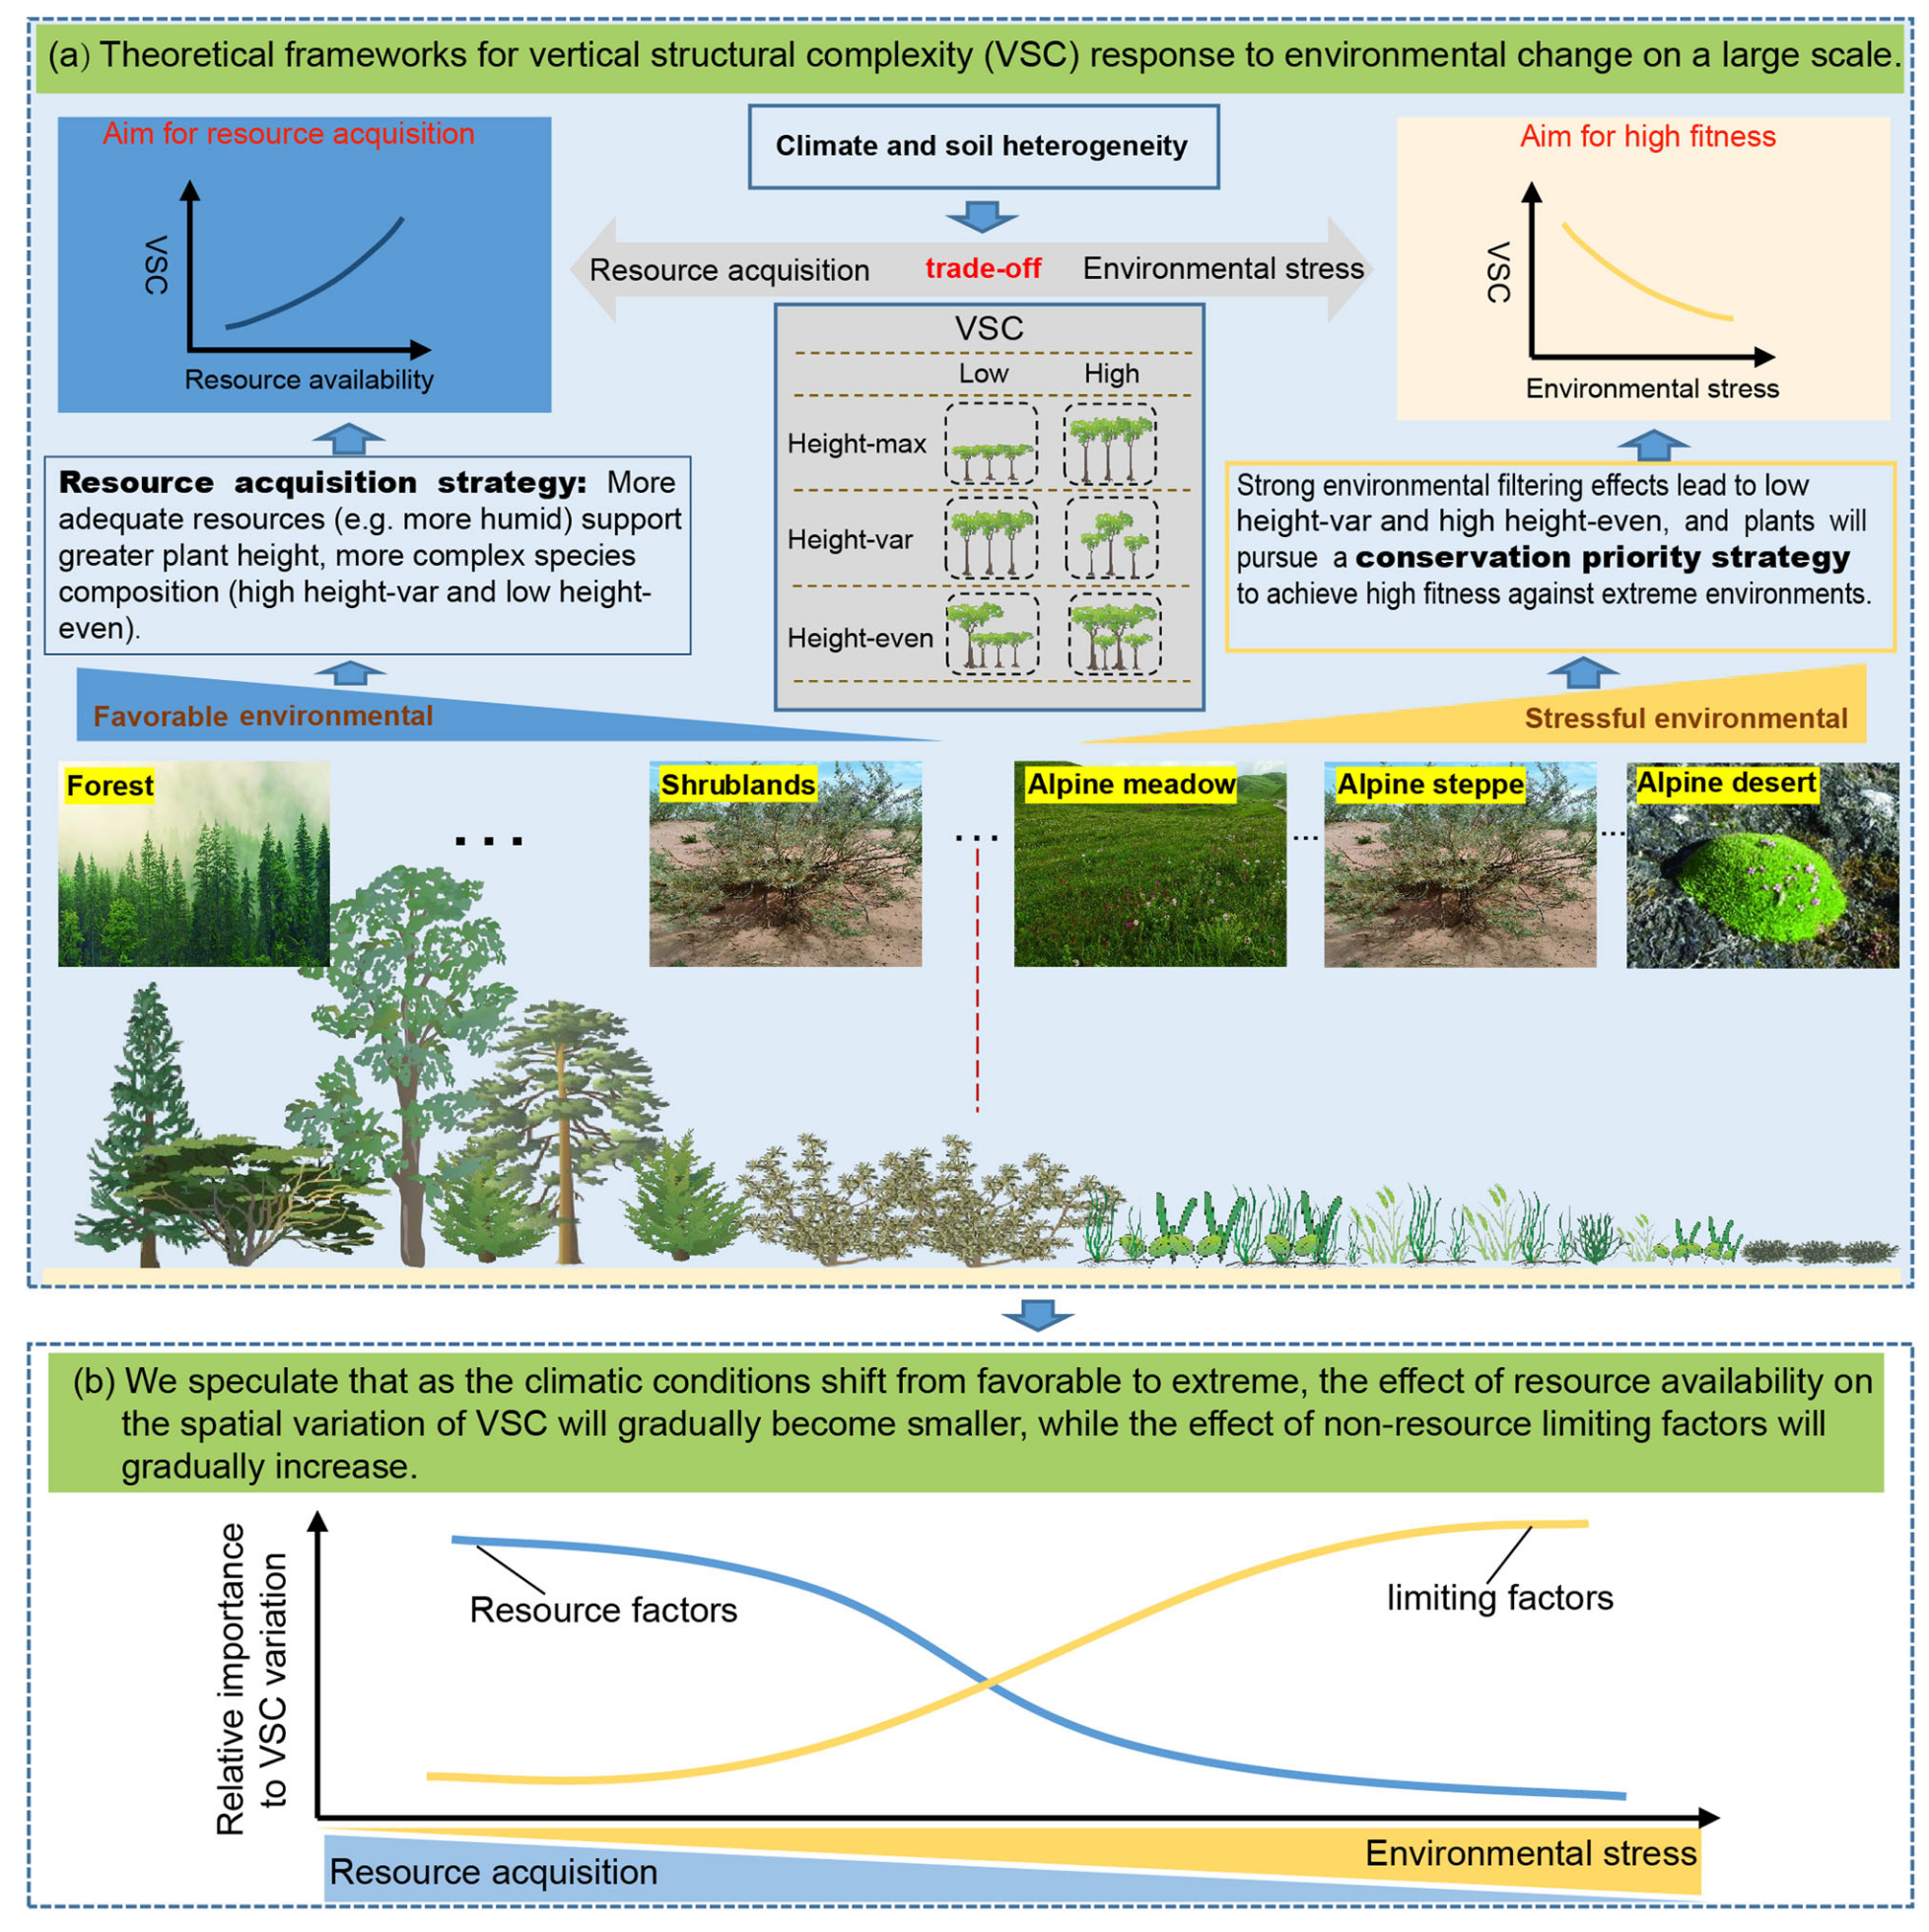 (a) Theoretical frameworks for vertical structural complexity (VSC) response to environmental change on a large scale.
Aim for resource acquisition
VSC
Resource availability
Climate and soil heterogeneity
Resource acquisition trade-off Environmental stress
Aim for high fitness
VSC
Environmental stress
VSC
Low High
Height-max
Height-var
Height-even
Resource acquisition strategy: More
adequate resources (e.g. more humid) support
greater plant height, more complex species
composition (high height-var and low height-
even).
Strong environmental filtering effects lead to low
height-var and high height-even, and plants will
pursue a conservation priority strategy
to achieve high fitness against extreme environments.
Favorable environmental
Stressful environmental
Forest
...
Shrublands
...
Alpine meadow
...
Alpine steppe
...
Alpine desert
(b) We speculate that as the climatic conditions shift from favorable to extreme, the effect of resource availability on
the spatial variation of VSC will gradually become smaller, while the effect of non-resource limiting factors will
gradually increase.
Relative importance
to VSC variation
Resource factors
limiting factors
Environmental stress
Resource acquisition